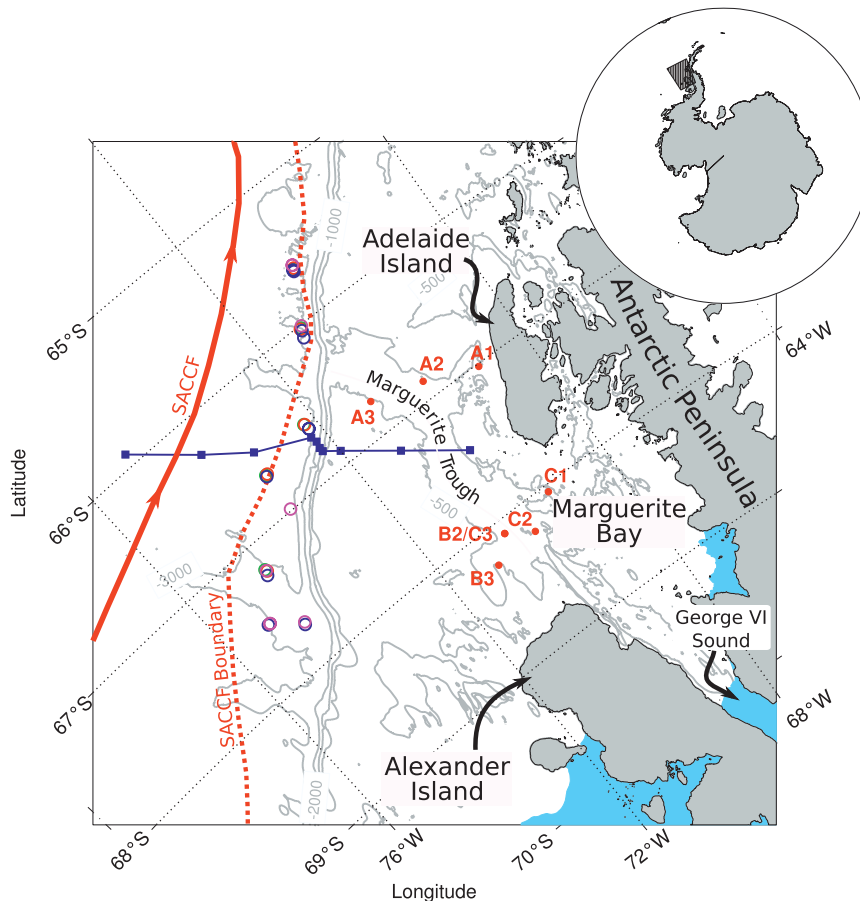 -1000
Adelaide
Island
-500
Antarctic Peninsula
65°S
64°W
SACCF
A1
A2
A3
Marguerite Trough
Latitude
66°S
-500
C1
C2
Marguerite
Bay
B2/C3
B3
-3000
SACCF Boundary
George VI
Sound
67°S
68°W
Alexander
Island
-2000
68°S
69°S
76°W
70°S
72°W
Longitude